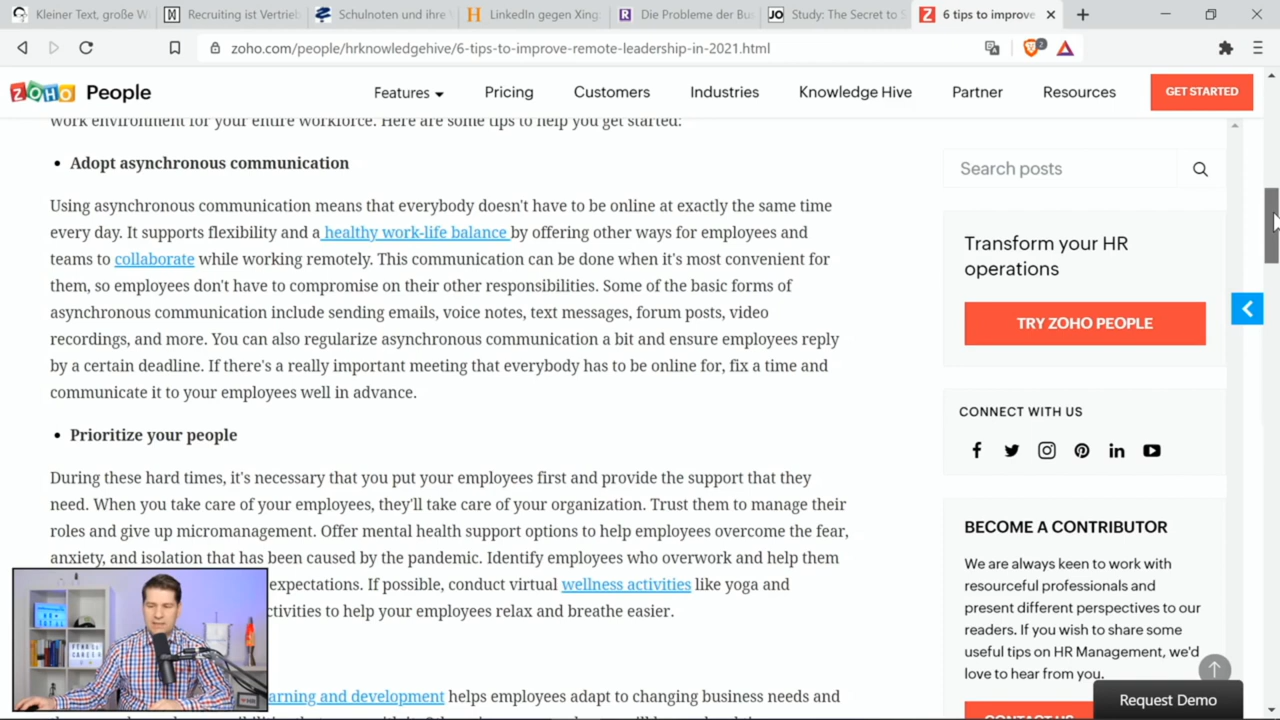 Kleiner Text, große W
Recruiting ist Vertrieb
Schulnoten und ihre
LinkedIn gegen Xing:
Die Probleme der Bus
Study: The Secret to S
6 tips to improve
zoho.com/people/hrknowledgehive/6-tips-to-improve-remote-leadership-in-2021.html
2
ZOHO People
Features
Pricing
Customers
Industries
Knowledge Hive
Partner
Resources
GET STARTED
work environment for your entire workforce. Here are some tips to help you get started:
• Adopt asynchronous communication
Using asynchronous communication means that everybody doesn't have to be online at exactly the same time
every day. It supports flexibility and a healthy work-life balance by offering other ways for employees and
teams to collaborate while working remotely. This communication can be done when it's most convenient for
them, so employees don't have to compromise on their other responsibilities. Some of the basic forms of
asynchronous communication include sending emails, voice notes, text messages, forum posts, video
recordings, and more. You can also regularize asynchronous communication a bit and ensure employees reply
by a certain deadline. If there's a really important meeting that everybody has to be online for, fix a time and
communicate it to your employees well in advance.
• Prioritize your people
During these hard times, it's necessary that you put your employees first and provide the support that they
need. When you take care of your employees, they'll take care of your organization. Trust them to manage their
roles and give up micromanagement. Offer mental health support options to help employees overcome the fear,
anxiety, and isolation that has been caused by the pandemic. Identify employees who overwork and help them
expectations. If possible, conduct virtual wellness activities like yoga and
ctivities to help your employees relax and breathe easier.
arning and development helps employees adapt to changing business needs and
Search posts
Transform your HR
operations
TRY ZOHO PEOPLE
CONNECT WITH US
BECOME A CONTRIBUTOR
We are always keen to work with
resourceful professionals and
present different perspectives to our
readers. If you wish to share some
useful tips on HR Management, we'd
love to hear from you.
CONTACT US
Request Demo